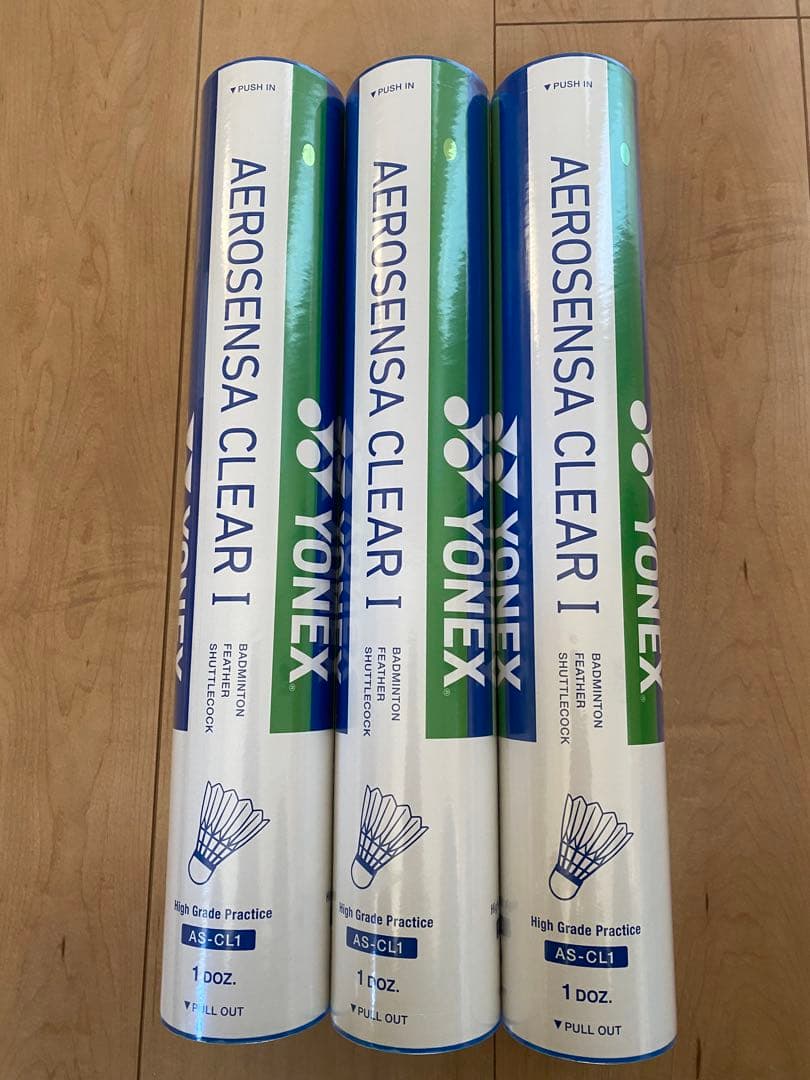 ▼PUSH IN
AEROSENSA CLEAR I
YONEX
YONEX®
BADMINTON
FEATHER
SHUTTLECOCK
High Grade Practice
AS-CL1
1 DOZ.
▼PULL OUT
▼PUSH IN
AEROSENSA CLEAR I
YONEX®
BADMINTON
FEATHER
SHUTTLECOCK
High Grade Practice
AS-CL1
1 DOZ.
▼PULL OUT
▼PUSH IN
AEROSENSA CLEAR I
YONEX
YONEX®
BADMINTON
FEATHER
SHUTTLECOCK
High Grade Practice
AS-CL1
1 DOZ.
▼PULL OUT